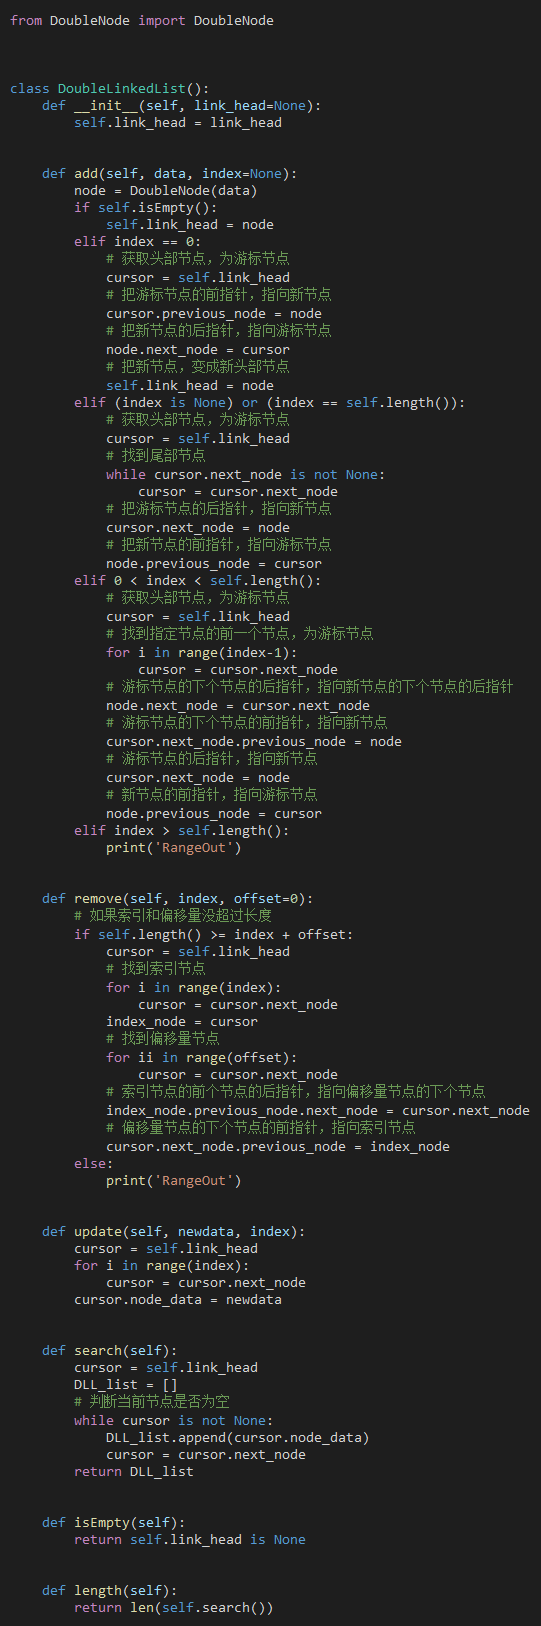 from DoubleNode import DoubleNode
class DoubleLinkedList():
    def __init__(self, link_head=None):
        self.link_head = link_head
    def add(self, data, index=None):
        node = DoubleNode(data)
        if self.isEmpty():
            self.link_head = node
        elif index == 0:
            # 获取头部节点，为游标节点
            cursor = self.link_head
            # 把游标节点的前指针，指向新节点
            cursor.previous_node = node
            # 把新节点的后指针，指向游标节点
            node.next_node = cursor
            # 把新节点，变成新头部节点
            self.link_head = node
        elif (index is None) or (index == self.length()):
            # 获取头部节点，为游标节点
            cursor = self.link_head
            # 找到尾部节点
            while cursor.next_node is not None:
                cursor = cursor.next_node
            # 把游标节点的后指针，指向新节点
            cursor.next_node = node
            # 把新节点的前指针，指向游标节点
            node.previous_node = cursor
        elif 0 < index < self.length():
            # 获取头部节点，为游标节点
            cursor = self.link_head
            # 找到指定节点的前一个节点，为游标节点
            for i in range(index-1):
                cursor = cursor.next_node
            # 游标节点的下个节点的后指针，指向新节点的下个节点的后指针
            node.next_node = cursor.next_node
            # 游标节点的下个节点的前指针，指向新节点
            cursor.next_node.previous_node = node
            # 游标节点的后指针，指向新节点
            cursor.next_node = node
            # 新节点的前指针，指向游标节点
            node.previous_node = cursor
        elif index > self.length():
            print('RangeOut')
    def remove(self, index, offset=0):
        # 如果索引和偏移量没超过长度
        if self.length() >= index + offset:
            cursor = self.link_head
            # 找到索引节点
            for i in range(index):
                cursor = cursor.next_node
            index_node = cursor
            # 找到偏移量节点
            for ii in range(offset):
                cursor = cursor.next_node
            # 索引节点的前个节点的后指针，指向偏移量节点的下个节点
            index_node.previous_node.next_node = cursor.next_node
            # 偏移量节点的下个节点的前指针，指向索引节点
            cursor.next_node.previous_node = index_node
        else:
            print('RangeOut')
    def update(self, newdata, index):
        cursor = self.link_head
        for i in range(index):
            cursor = cursor.next_node
        cursor.node_data = newdata
    def search(self):
        cursor = self.link_head
        DLL_list = []
        # 判断当前节点是否为空
        while cursor is not None:
            DLL_list.append(cursor.node_data)
            cursor = cursor.next_node
        return DLL_list
    def isEmpty(self):
        return self.link_head is None
    def length(self):
        return len(self.search())